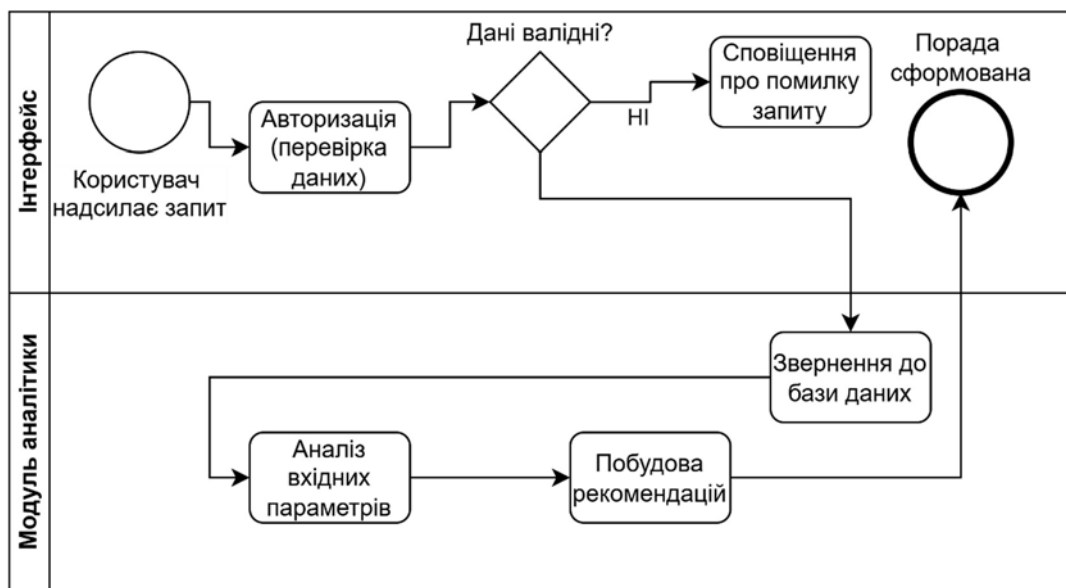 Інтерфейс
Користувач
надсилає запит
Авторизація
(перевірка
даних)
Дані валідні?
НІ
Сповіщення
про помилку
запиту
Порада
сформована
Модуль аналітики
Звернення до
бази даних
Аналіз
вхідних
параметрів
Побудова
рекомендацій